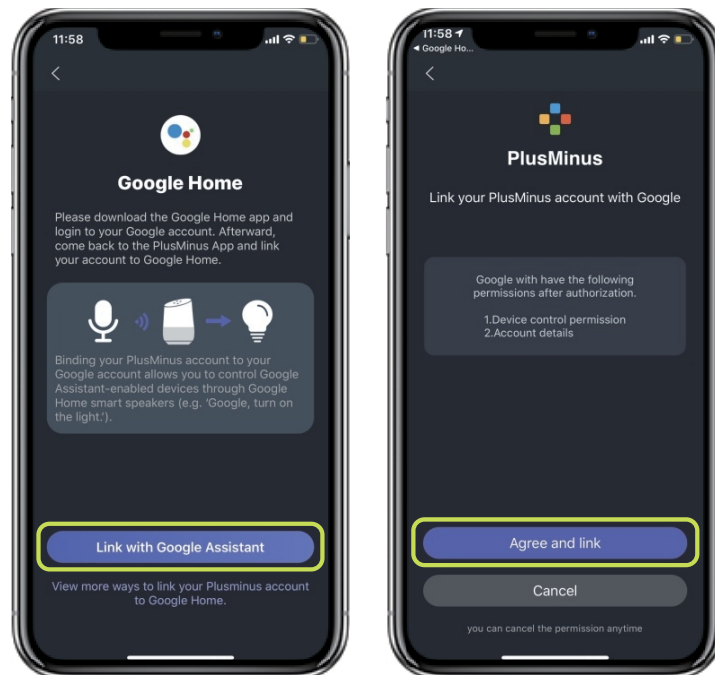 11:58
Google Home
Please download the Google Home app and
login to your Google account. Afterward,
come back to the PlusMinus App and link
your account to Google Home.
Binding your PlusMinus account to your
Google account allows you to control Google
Assistant-enabled devices through Google
Home smart speakers (e.g. 'Google, turn on
the light.').
Link with Google Assistant
View more ways to link your Plusminus account
to Google Home.
11:58
Google Ho...
PlusMinus
Link your PlusMinus account with Google
Google with have the following
permissions after authorization.
1.Device control permission
2.Account details
Agree and link
Cancel
you can cancel the permission anytime